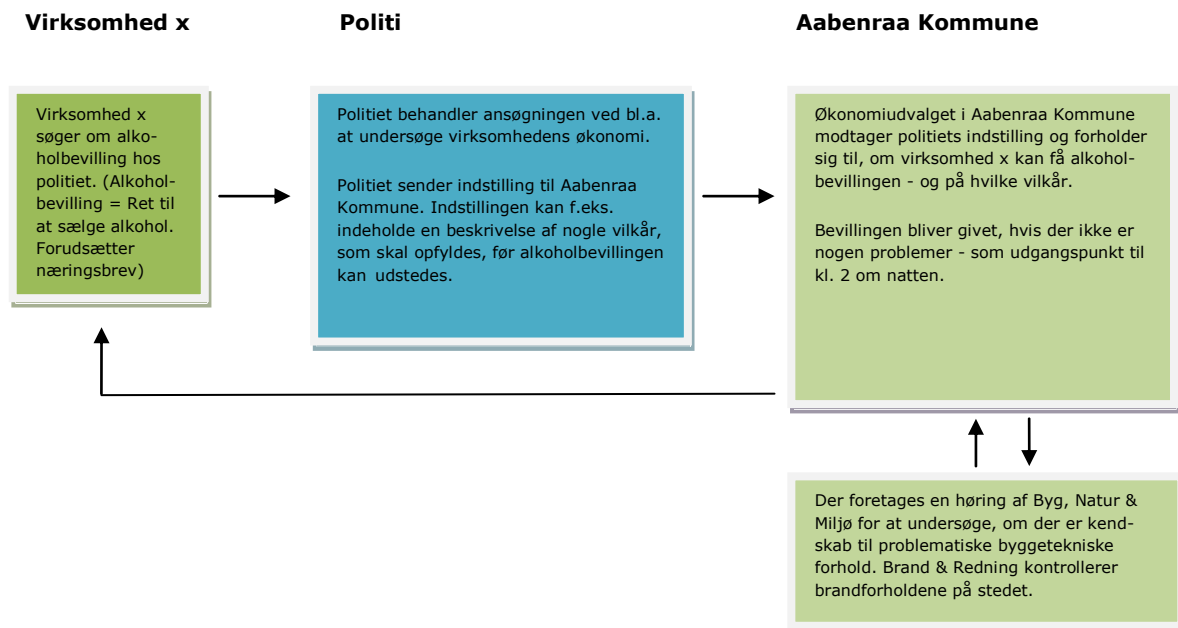 Virksomhed x
Politi
Aabenraa Kommune
Virksomhed x
søger om alko-
holbevilling hos
politiet. (Alkohol-
bevilling = Ret til
at sælge alkohol.
Forudsætter
næringsbrev)
Politiet behandler ansøgningen ved bl.a.
at undersøge virksomhedens økonomi.
Politiet sender indstilling til Aabenraa
Kommune. Indstillingen kan f.eks.
indeholde en beskrivelse af nogle vilkår,
som skal opfyldes, før alkoholbevillingen
kan udstedes.
Økonomiudvalget i Aabenraa Kommune
modtager politiets indstilling og forholder
sig til, om virksomhed x kan få alkohol-
bevillingen - og på hvilke vilkår.
Bevillingen bliver givet, hvis der ikke er
nogen problemer - som udgangspunkt til
kl. 2 om natten.
Der foretages en høring af Byg, Natur &
Miljø for at undersøge, om der er kend-
skab til problematiske byggetekniske
forhold. Brand & Redning kontrollerer
brandforholdene på stedet.